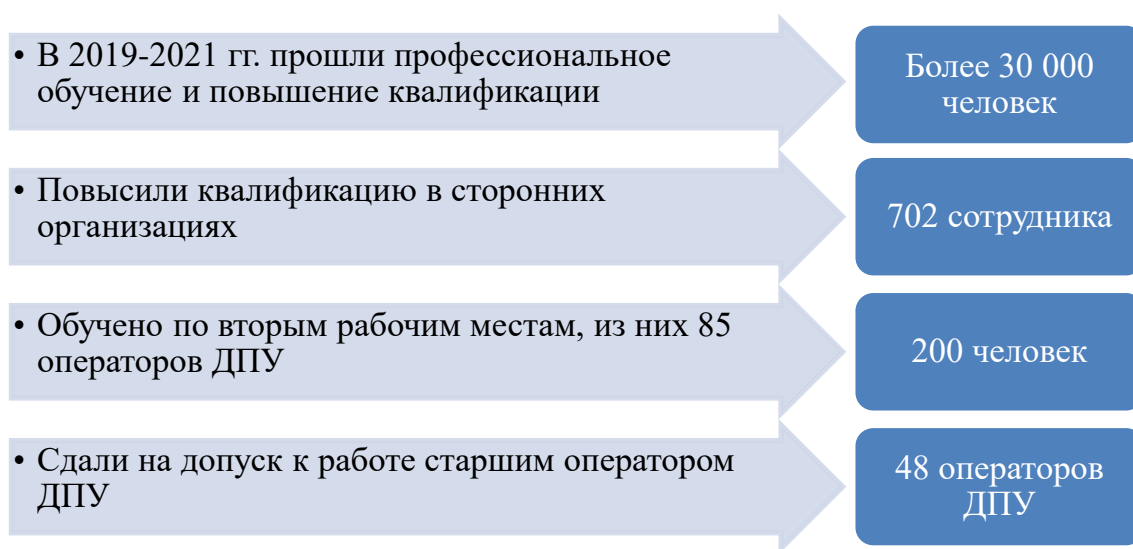 • В 2019-2021 гг. прошли профессиональное
обучение и повышение квалификации
Более 30 000
человек
• Повысили квалификацию в сторонних
организациях
702 сотрудника
• Обучено по вторым рабочим местам, из них 85
операторов ДПУ
200 человек
• Сдали на допуск к работе старшим оператором
ДПУ
48 операторов
ДПУ